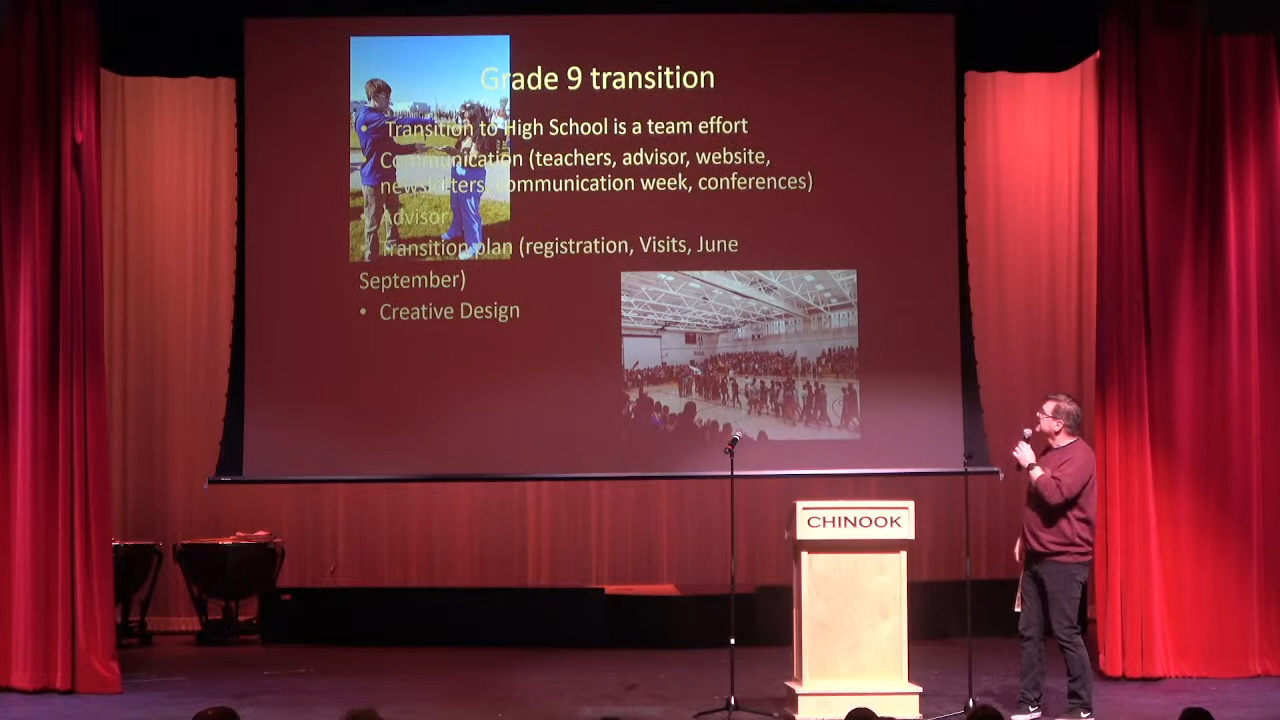 Grade 9 transition
Transition to High School is a team effort
Communication (teachers, advisor, website,
newsletters, communication week, conferences)
Advisor
• Transition plan (registration, Visits, June
September)
• Creative Design
CHINOOK